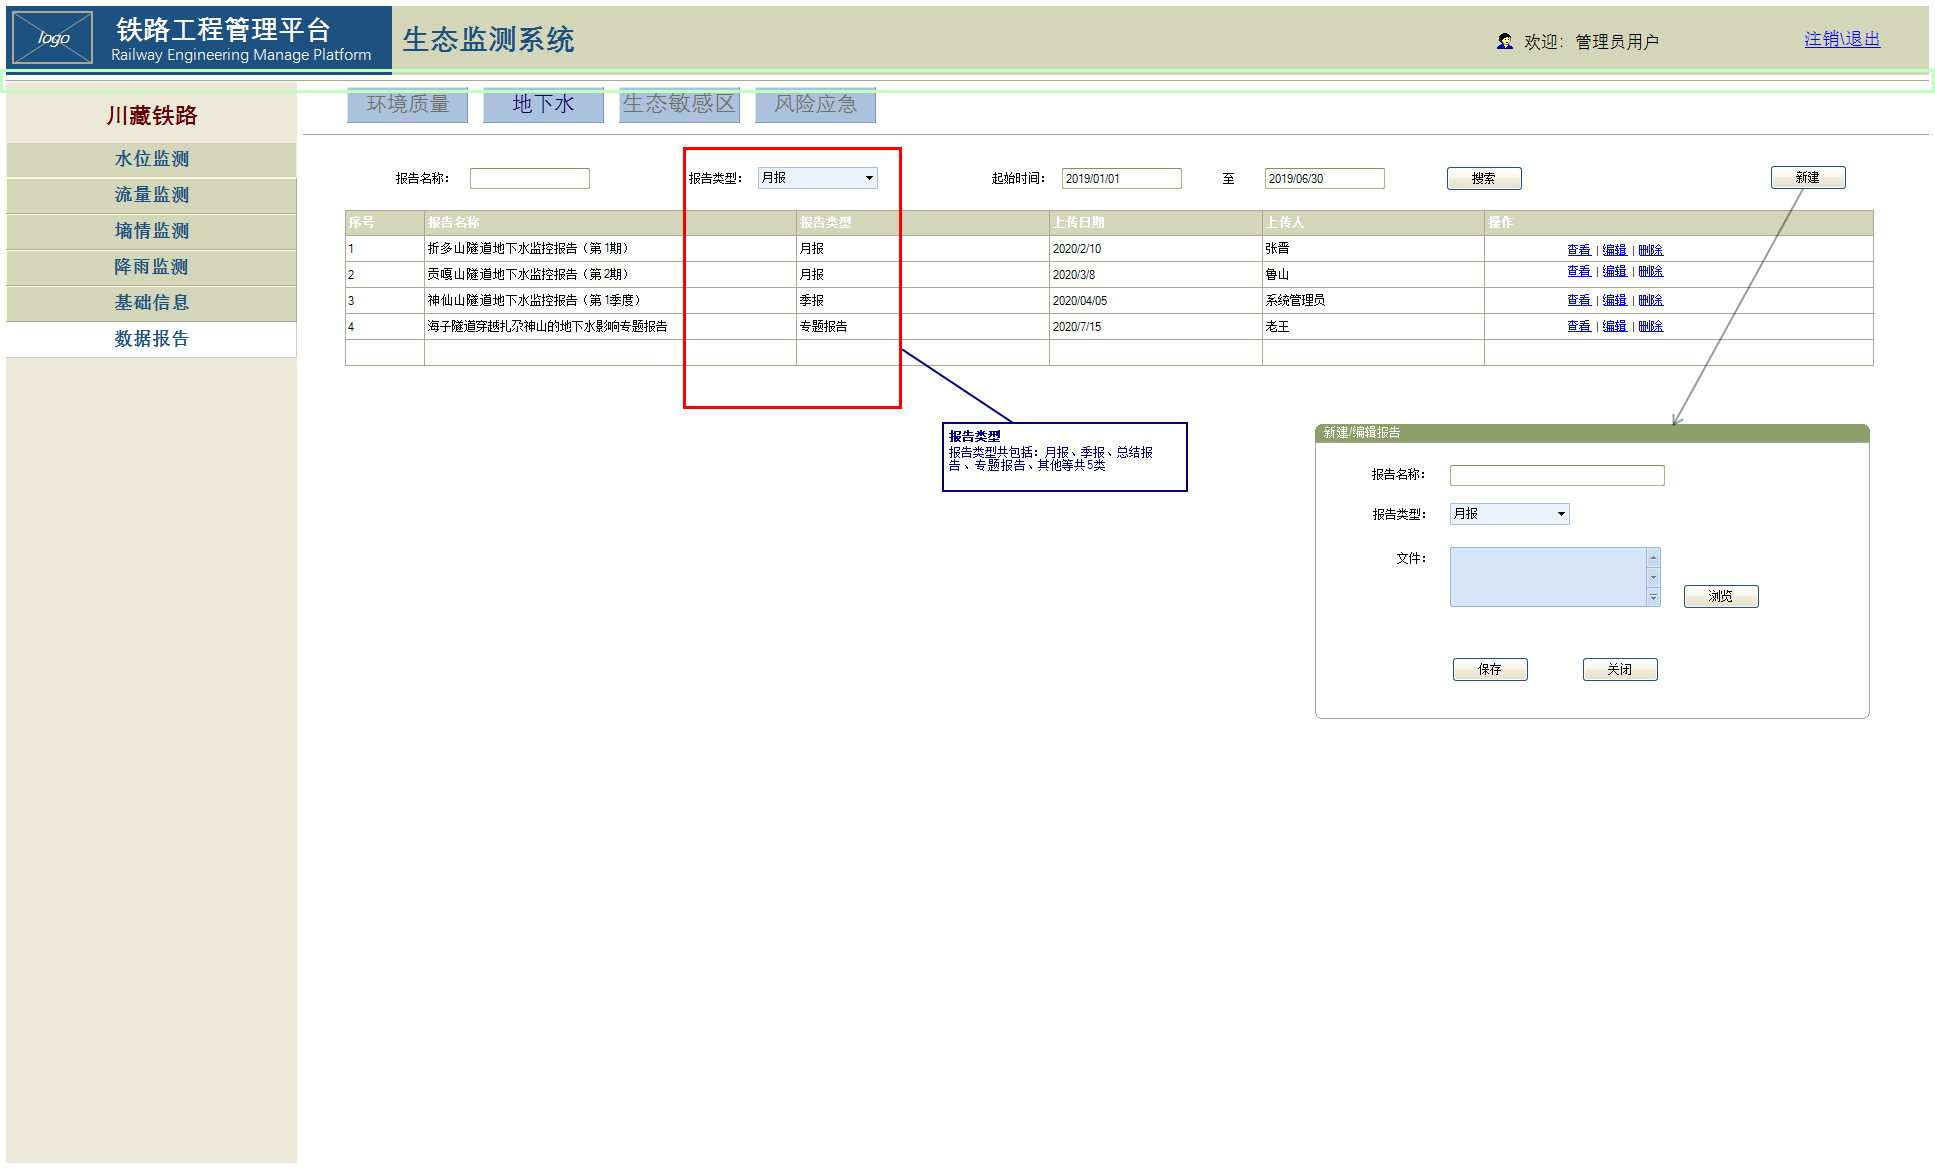 logo
铁路工程管理平台
Railway Engineering Manage Platform
生态监测系统
欢迎：管理员用户
注销\退出
川藏铁路
水位监测
流量监测
墒情监测
降雨监测
基础信息
数据报告
环境质量 地下水 生态敏感区 风险应急
报告名称： 报告类型： 月报 起始时间： 2019/01/01 至 2019/06/30 搜索 新建
序号 报告名称 报告类型 上传日期 上传人 操作
1 折多山隧道地下水监控报告（第1期） 月报 2020/2/10 张晋 查看 | 编辑 | 删除
2 贡嘎山隧道地下水监控报告（第2期） 月报 2020/3/8 鲁山 查看 | 编辑 | 删除
3 神仙山隧道地下水监控报告（第1季度） 季报 2020/04/05 系统管理员 查看 | 编辑 | 删除
4 海子隧道穿越扎尕神山的地下水影响专题报告 专题报告 2020/7/15 老王 查看 | 编辑 | 删除
报告类型
报告类型共包括：月报、季报、总结报
告、专题报告、其他等共5类
新建/编辑报告
报告名称：
报告类型： 月报
文件：
浏览
保存 关闭